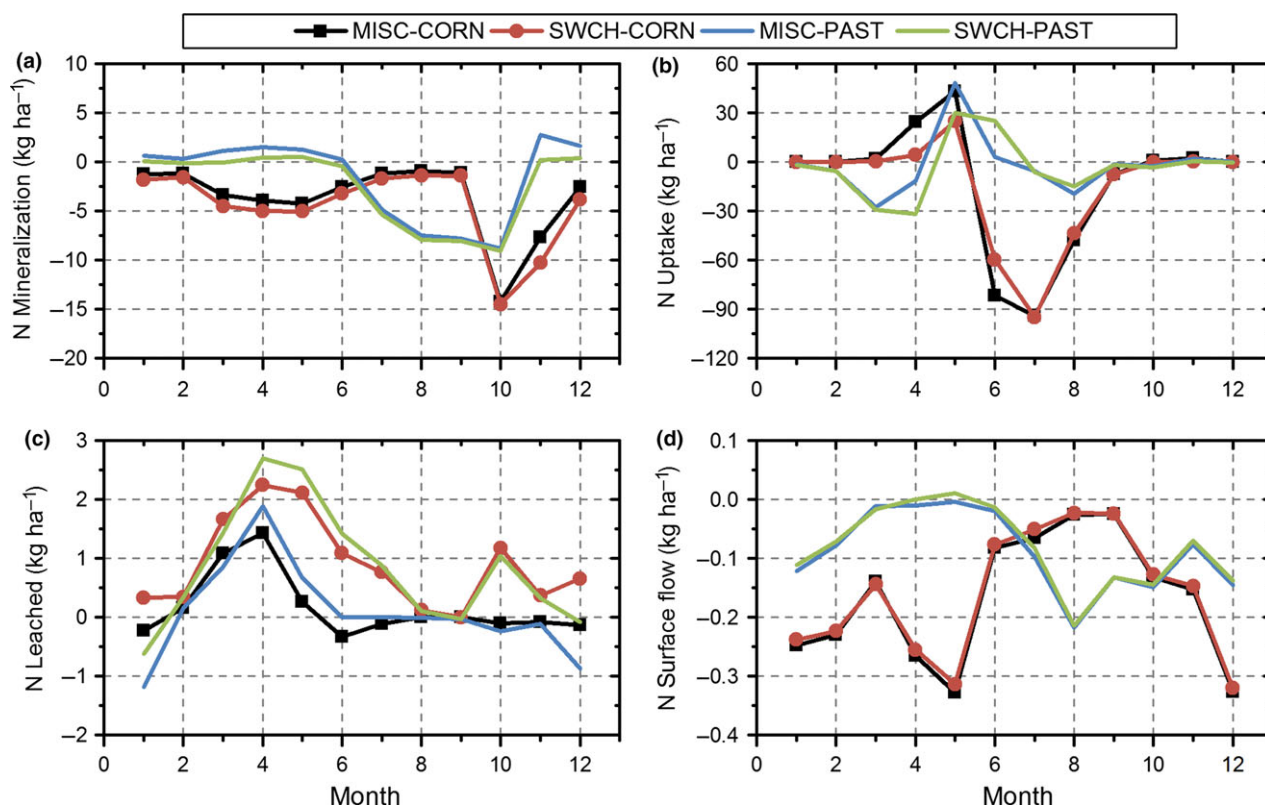 MISC-CORN SWCH-CORN MISC-PAST SWCH-PAST
(a)
N Mineralization (kg ha⁻¹)
10
5
0
–5
–10
–15
–20
0 2 4 6 8 10 12
(b)
N Uptake (kg ha⁻¹)
60
30
0
–30
–60
–90
–120
0 2 4 6 8 10 12
(c)
N Leached (kg ha⁻¹)
3
2
1
0
–1
–2
0 2 4 6 8 10 12
Month
(d)
N Surface flow (kg ha⁻¹)
0.1
0.0
–0.1
–0.2
–0.3
–0.4
0 2 4 6 8 10 12
Month